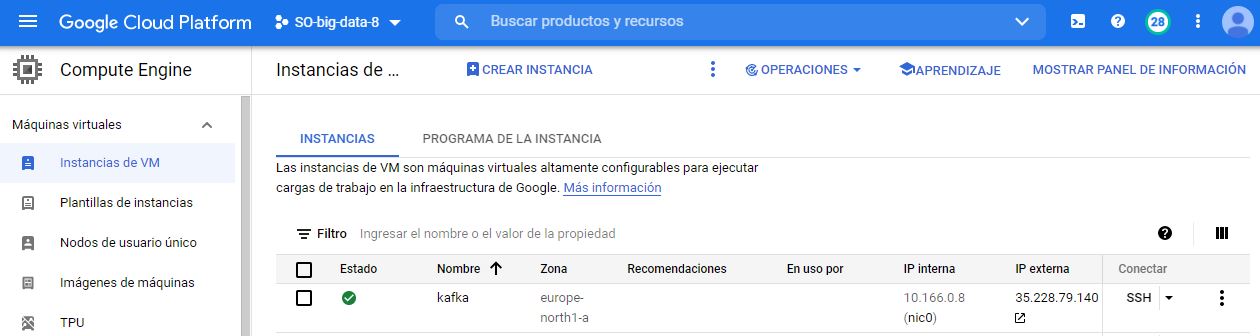 Google Cloud Platform SO-big-data-8 Buscar productos y recursos 28
Compute Engine Instancias de ... CREAR INSTANCIA OPERACIONES APRENDIZAJE MOSTRAR PANEL DE INFORMACIÓN
Máquinas virtuales
Instancias de VM
Plantillas de instancias
Nodos de usuario único
Imágenes de máquinas
TPU
INSTANCIAS PROGRAMA DE LA INSTANCIA
Las instancias de VM son máquinas virtuales altamente configurables para ejecutar
cargas de trabajo en la infraestructura de Google. Más información
Filtro Ingresar el nombre o el valor de la propiedad
Estado Nombre Zona Recomendaciones En uso por IP interna IP externa Conectar
kafka europe- 10.166.0.8 35.228.79.140 SSH
north1-a (nic0)